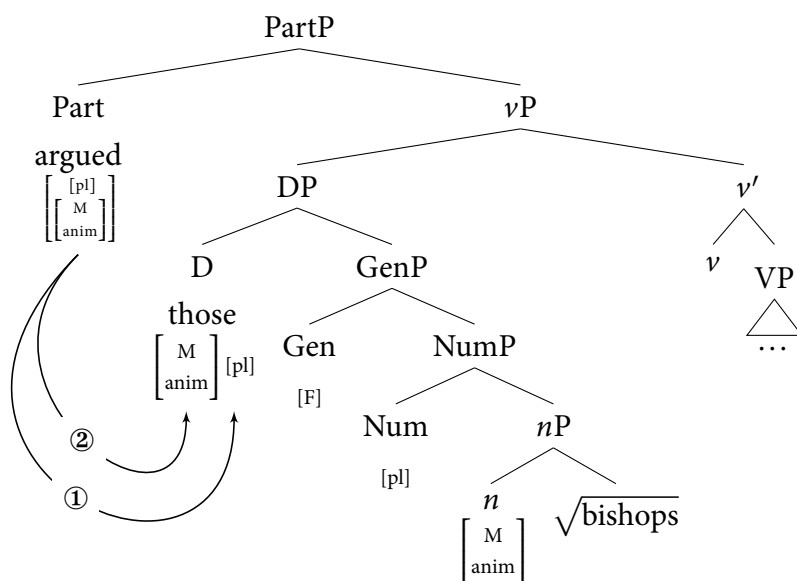 PartP
Part vP
argued
[pl]
M
anim
DP v′
D GenP v VP
those
M
anim
[pl]
Gen NumP ...
[F]
② Num nP
[pl]
① n √bishops
M
anim